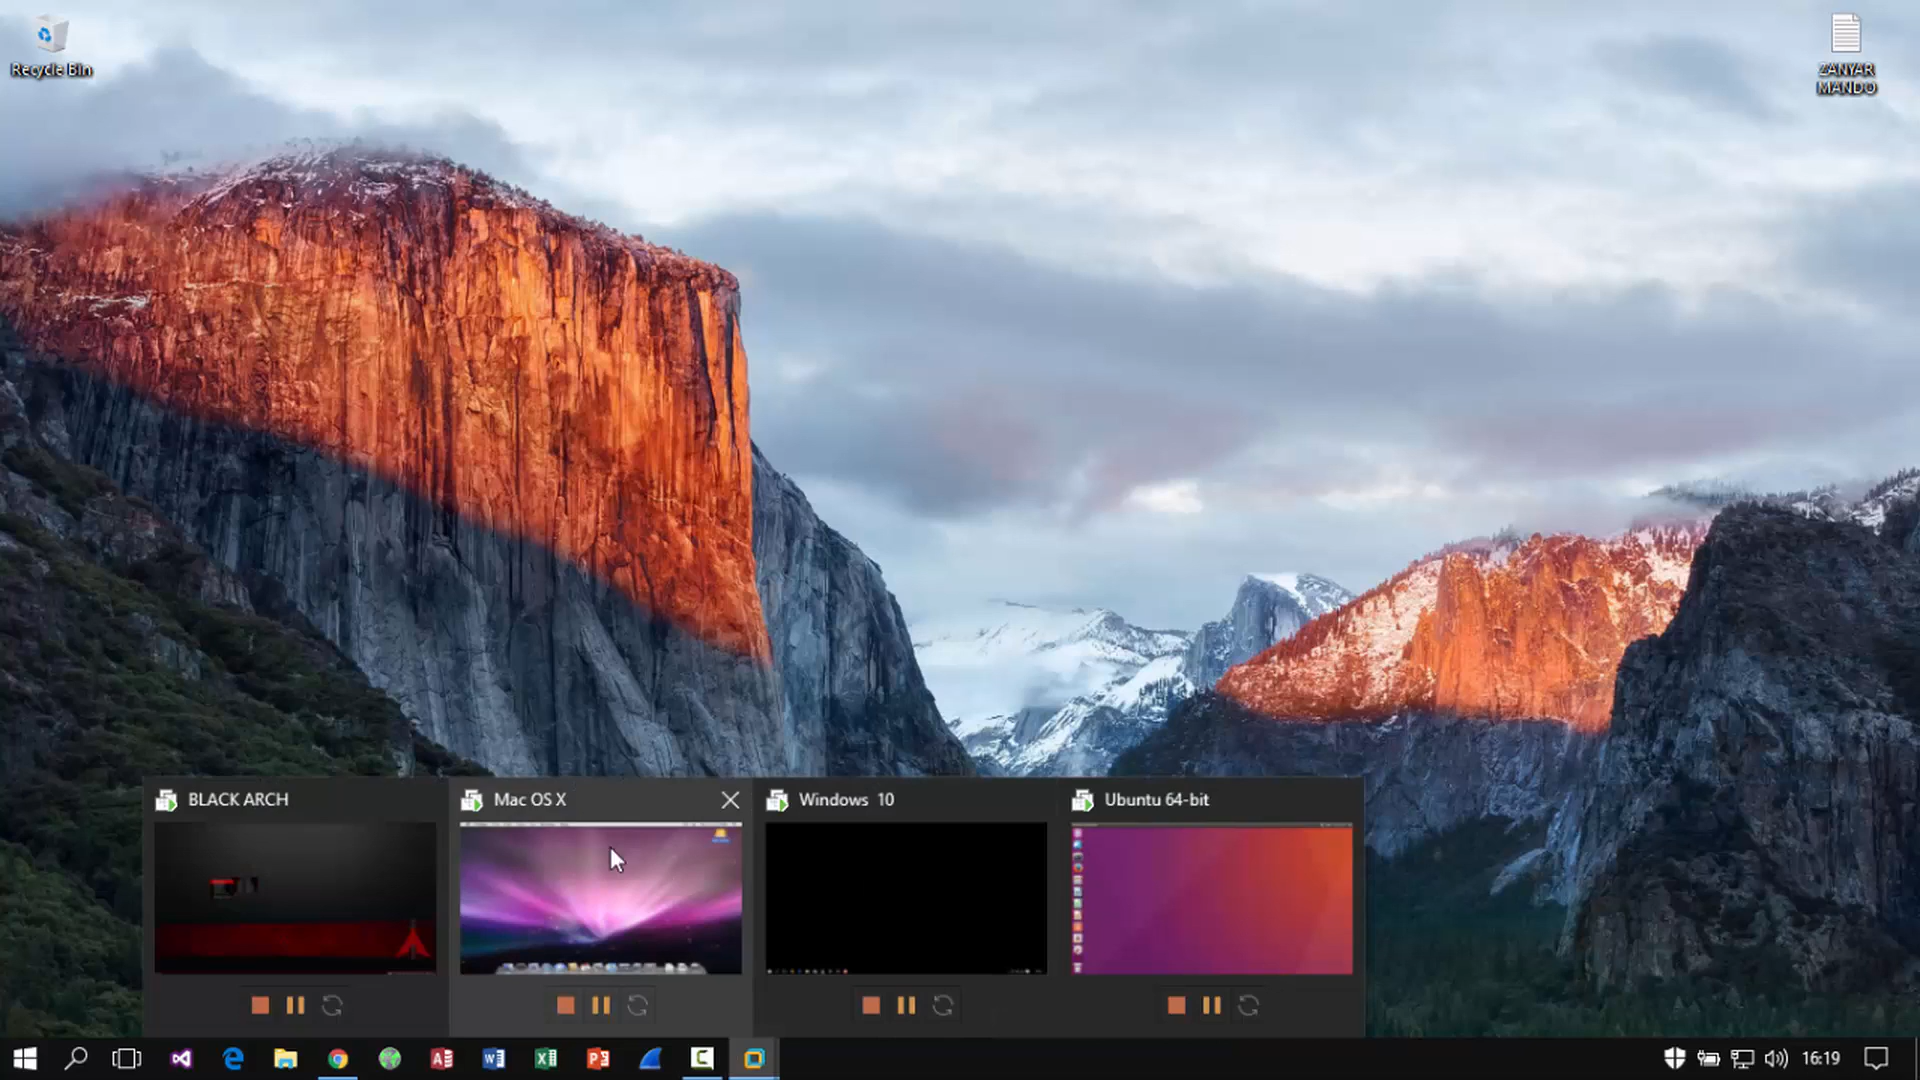 Recycle Bin
ZANYAR
MANDO
BLACK ARCH
Mac OS X
Windows 10
Ubuntu 64-bit
16:19